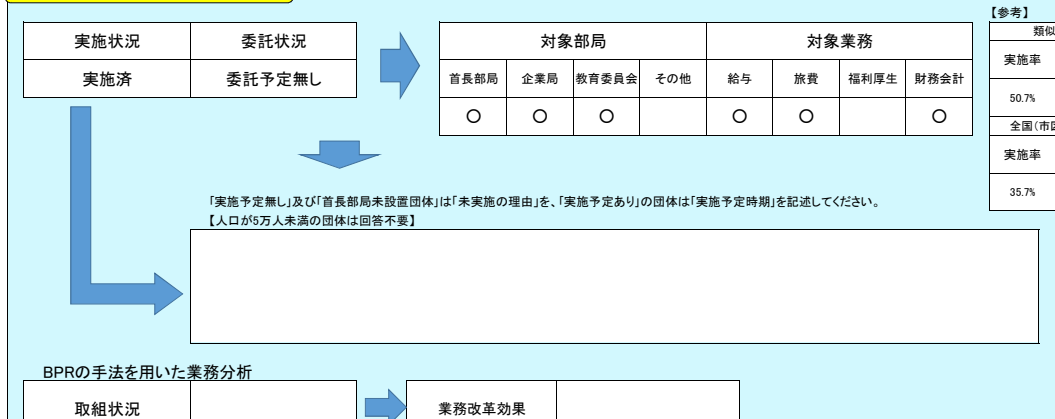 【参考】
実施状況 委託状況 対象部局 対象業務 類似
実施済 委託予定無し 首長部局 企業局 教育委員会 その他 給与 旅費 福利厚生 財務会計 実施率
○ ○ ○ ○ ○ ○ 50.7%
全国(市区
実施率
35.7%
「実施予定無し」及び「首長部局未設置団体」は「未実施の理由」を、「実施予定あり」の団体は「実施予定時期」を記述してください。
【人口が5万人未満の団体は回答不要】
BPRの手法を用いた業務分析
取組状況 業務改革効果